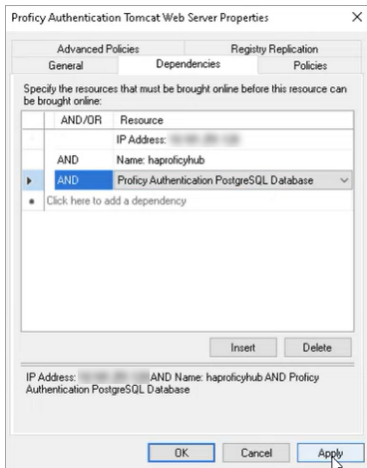 Proficy Authentication Tomcat Web Server Properties
Advanced Policies Registry Replication
General Dependencies Policies
Specify the resources that must be brought online before this resource can
be brought online:
AND/OR Resource
IP Address:
AND Name: haproficyhub
AND Proficy Authentication PostgreSQL Database
Click here to add a dependency
Insert Delete
IP Address: AND Name: haproficyhub AND Proficy
Authentication PostgreSQL Database
OK Cancel Apply